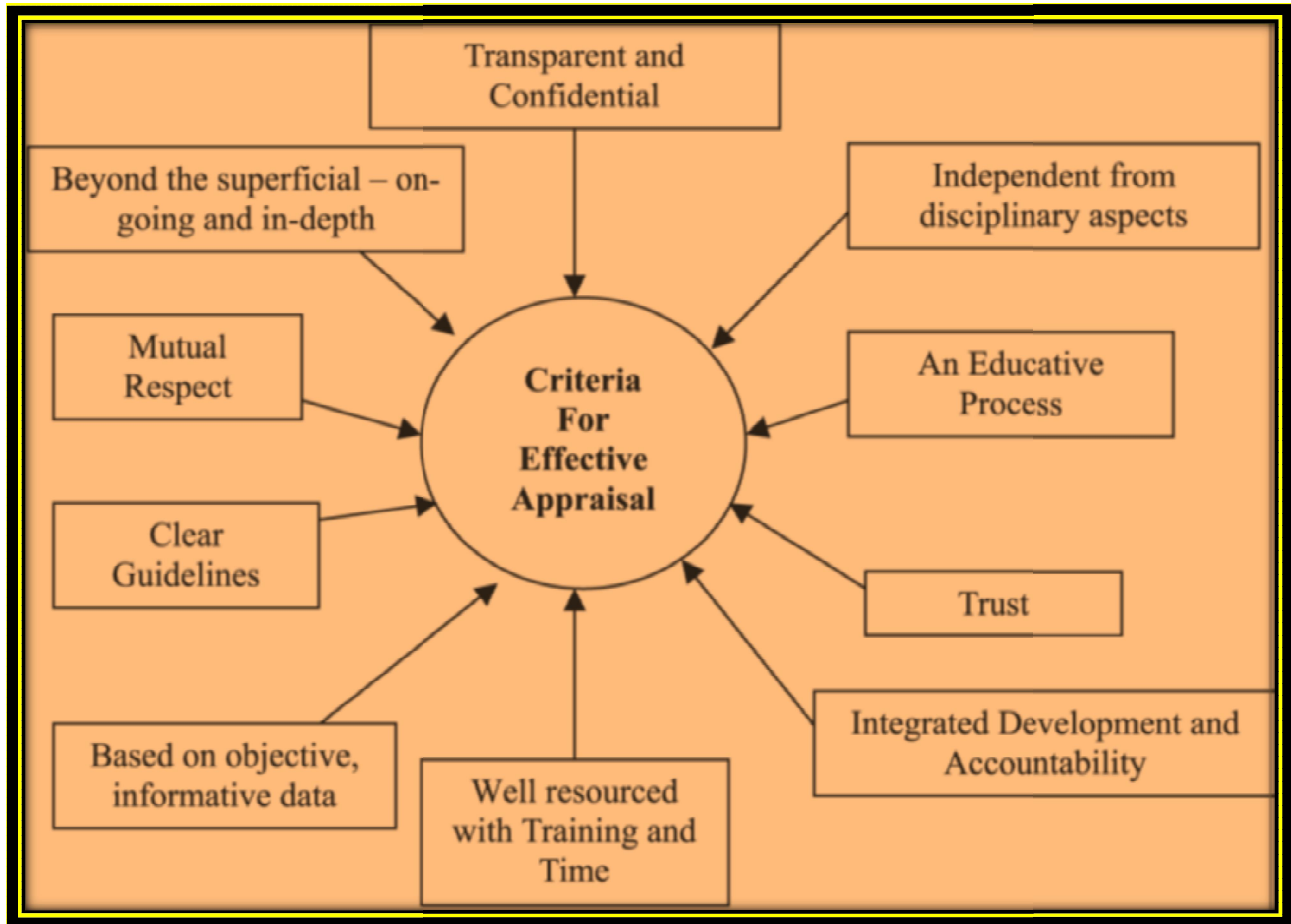 Transparent and
Confidential
Beyond the superficial – on-
going and in-depth
Independent from
disciplinary aspects
Mutual
Respect
An Educative
Process
Criteria
For
Effective
Appraisal
Clear
Guidelines
Trust
Based on objective,
informative data
Well resourced
with Training and
Time
Integrated Development and
Accountability